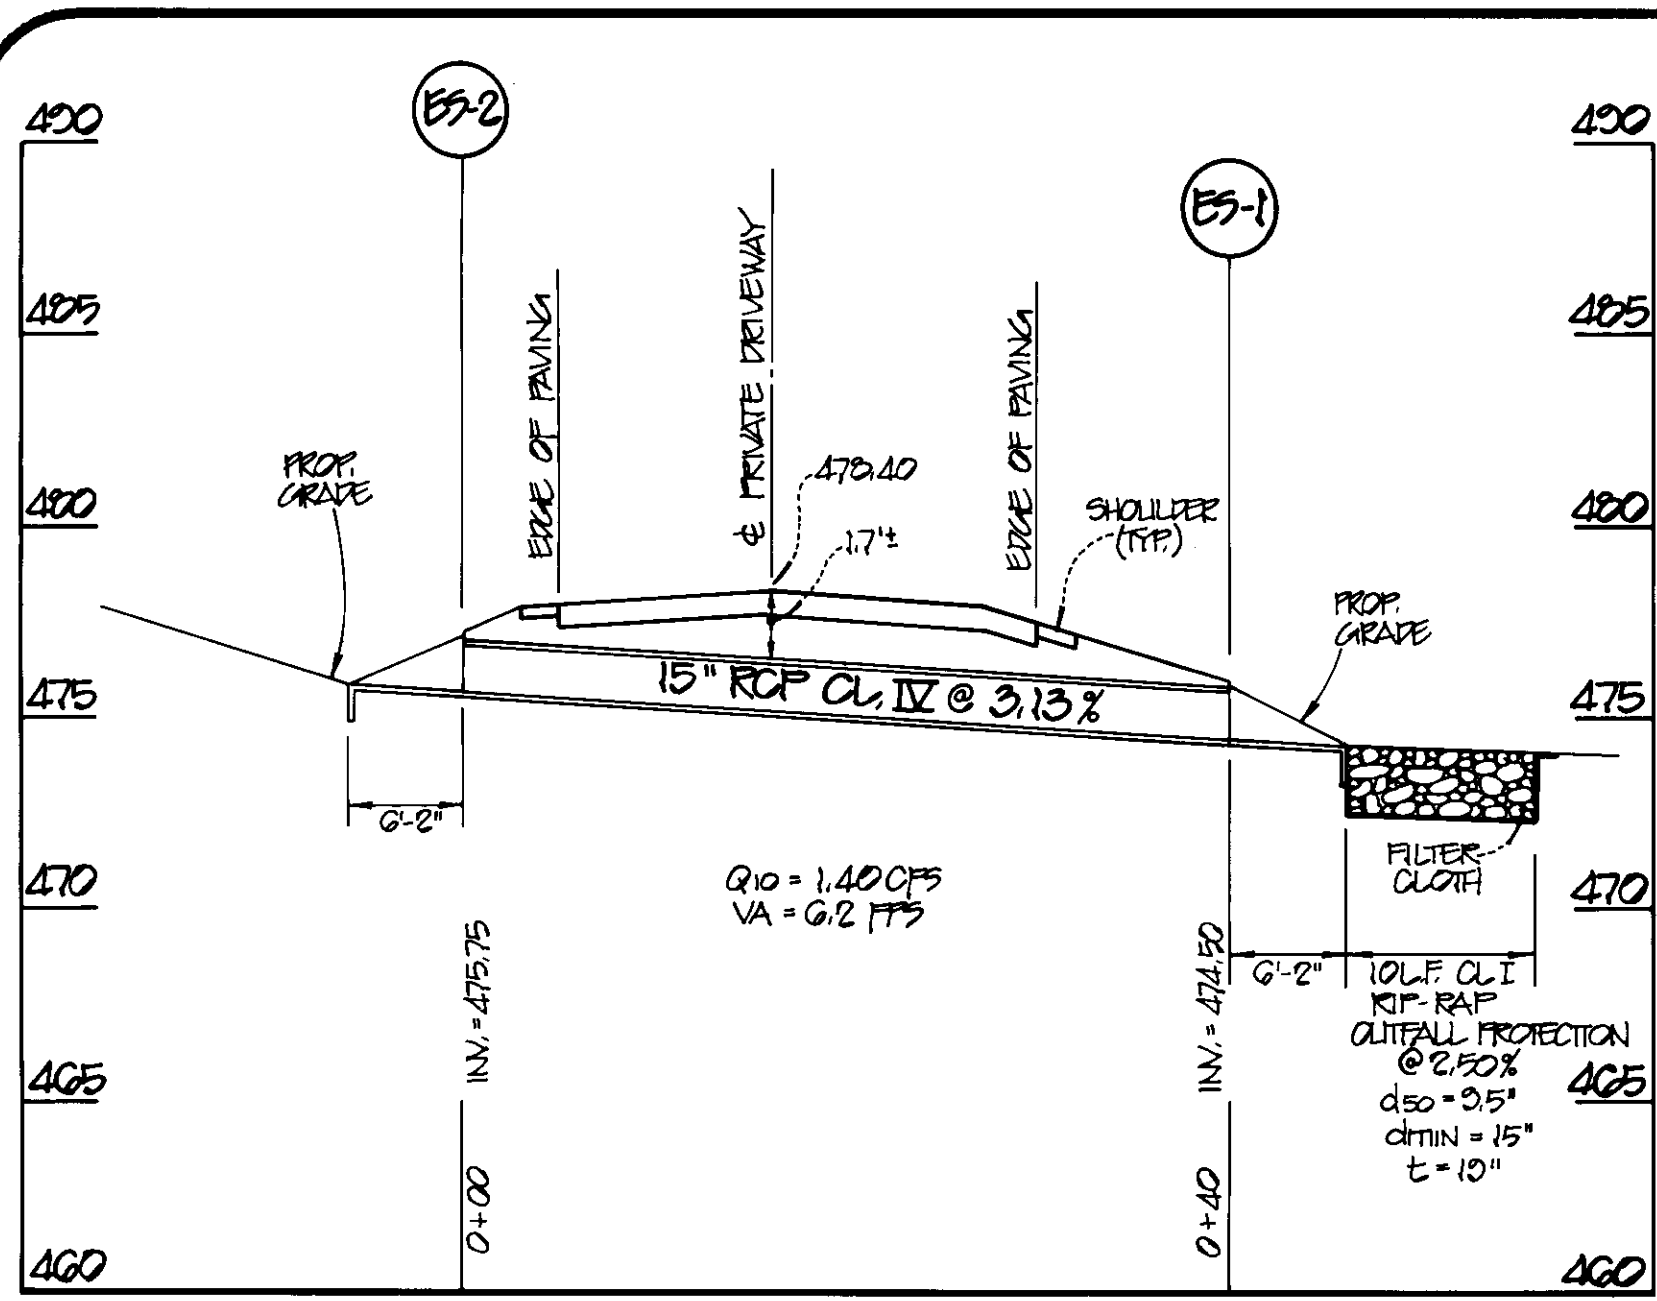 ES-2
ES-1
490
490
485
485
480
480
475
475
470
470
465
465
460
460
EDGE OF PAVING
℄ PRIVATE DRIVEWAY
EDGE OF PAVING
PROP.
GRADE
478.40
1.7'±
SHOULDER
(TYP.)
PROP.
GRADE
15" RCP CL. IV @ 3.13%
6'-2"
Q10 = 1.40 CFS
VA = 6.2 FPS
FILTER
CLOTH
INV. = 475.75
INV. = 474.50
6'-2"
10 L.F. CL I
RIP-RAP
OUTFALL PROTECTION
@ 2.50%
d50 = 9.5"
dMIN = 15"
t = 19"
0+00
0+40